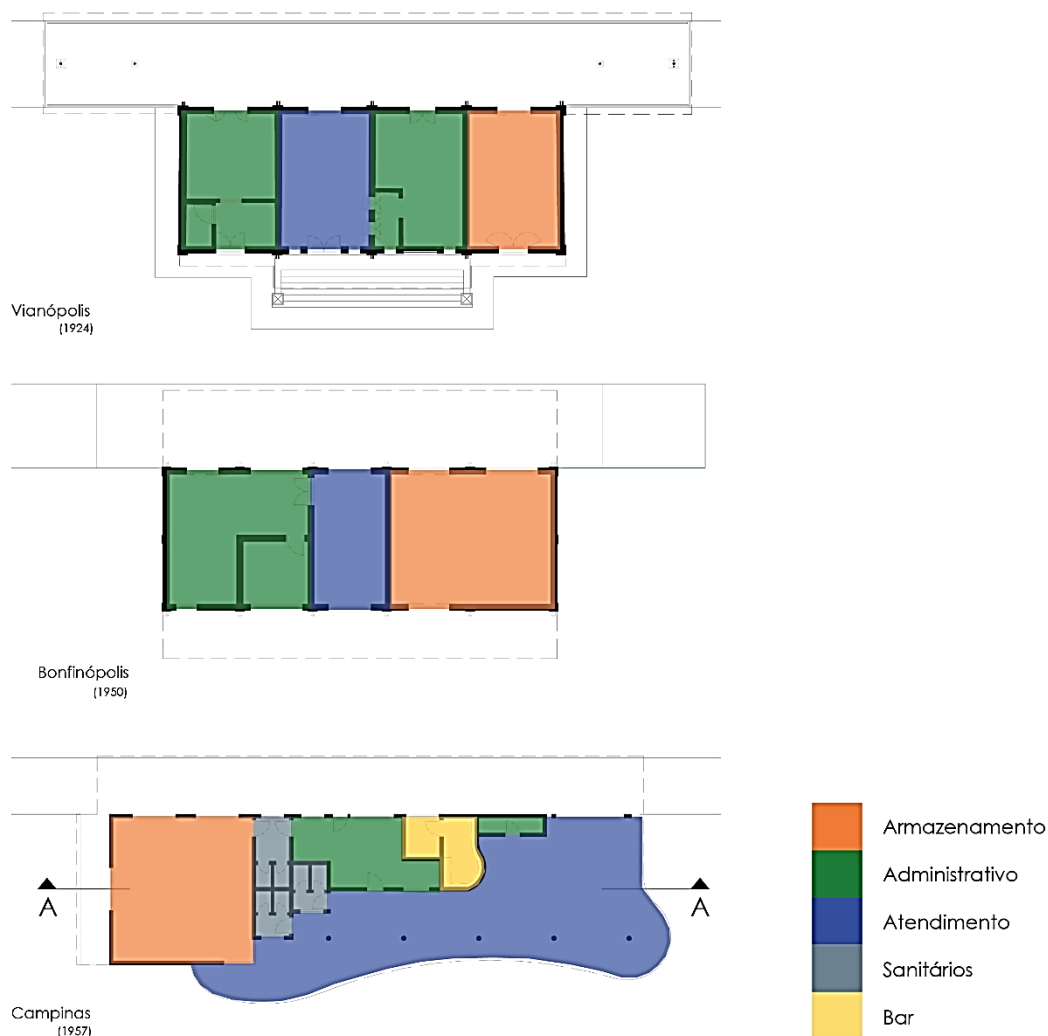 Vianópolis
(1924)
Bonfinópolis
(1950)
A
A
Campinas
(1957)
Armazenamento
Administrativo
Atendimento
Sanitários
Bar